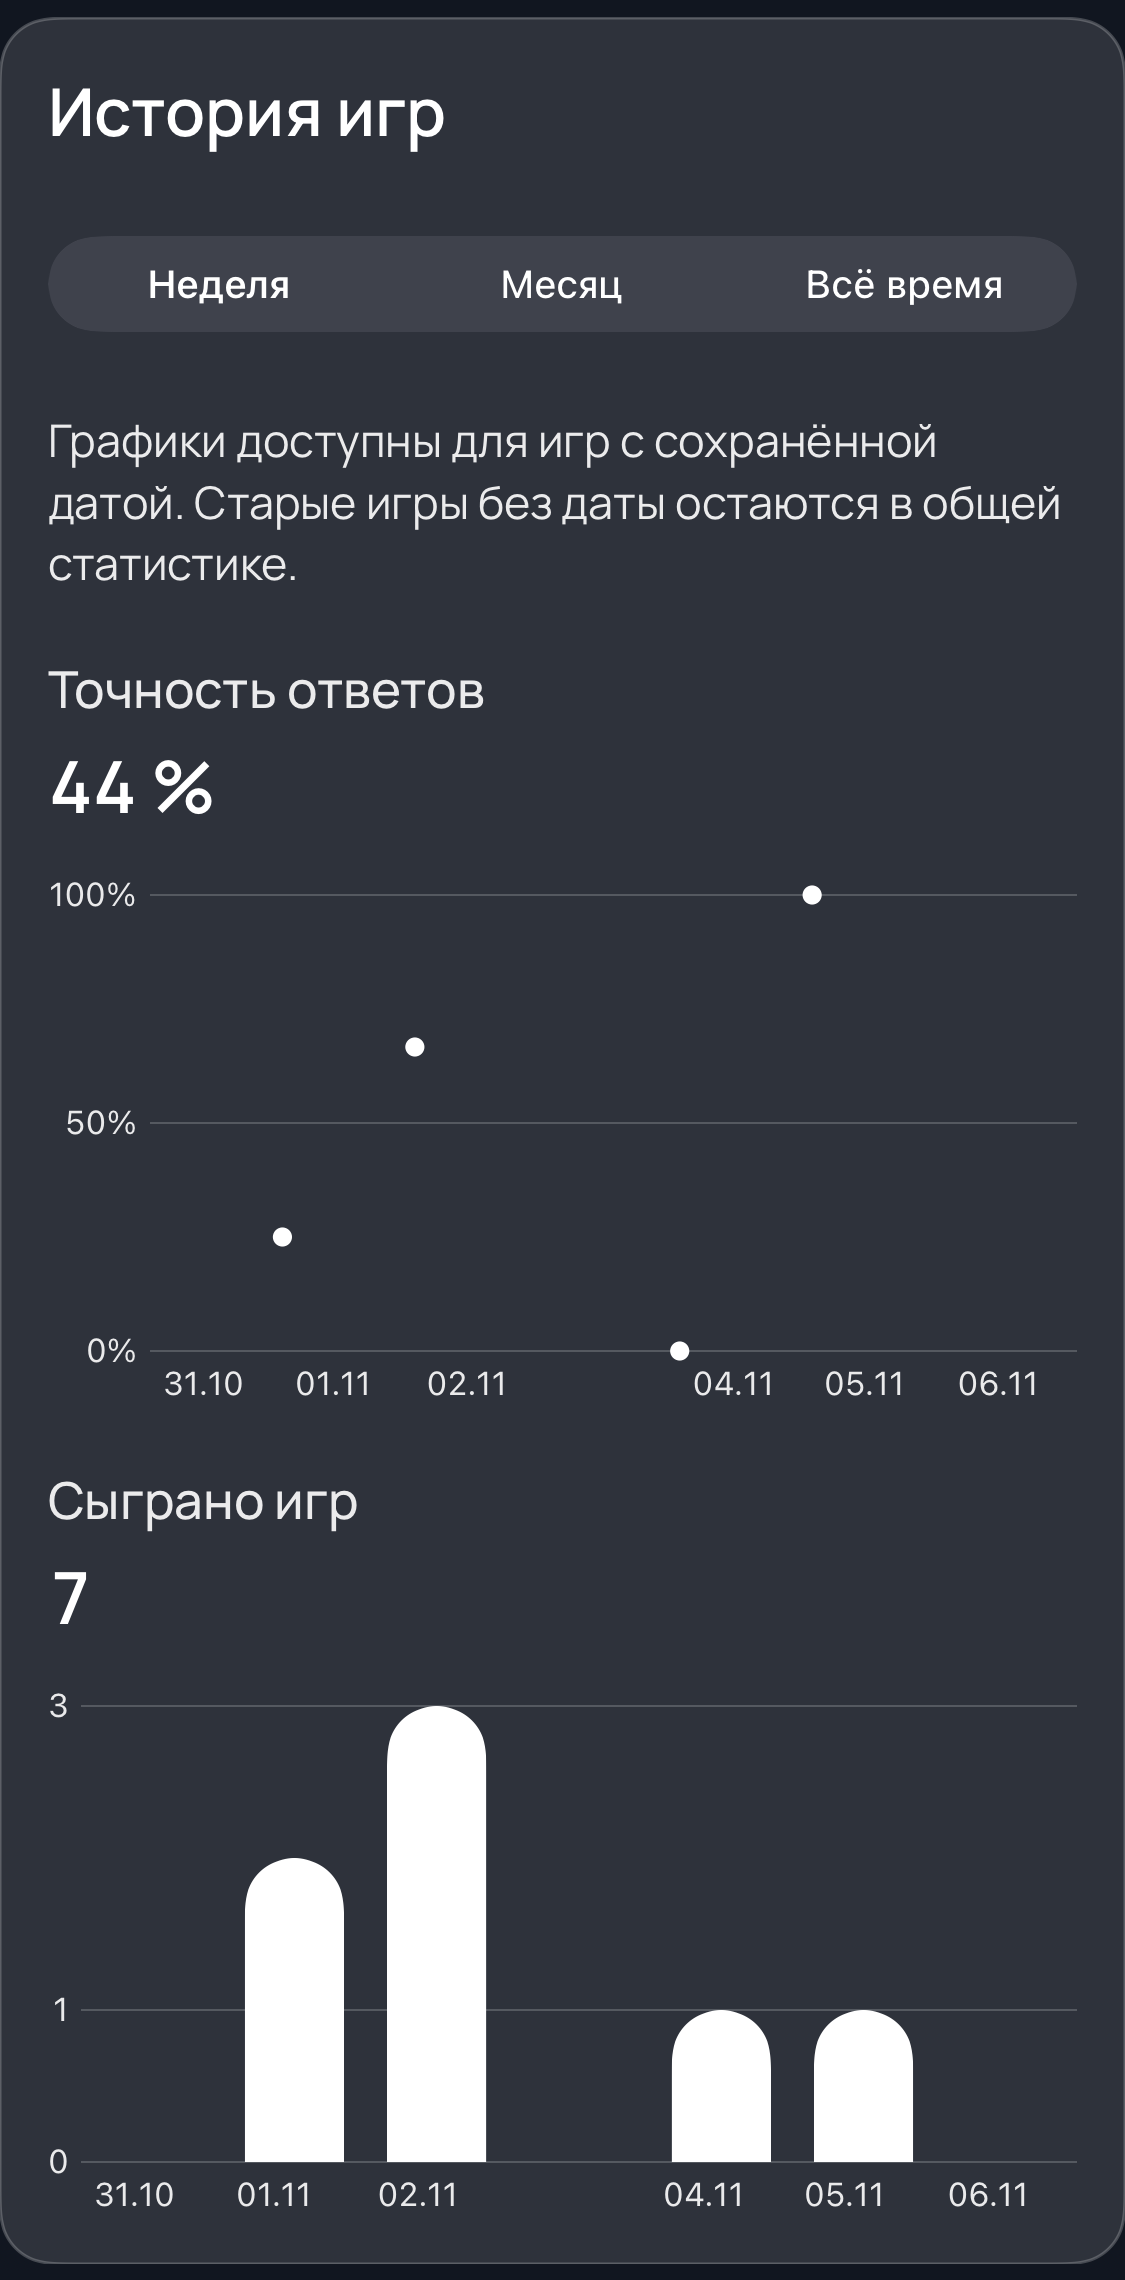 История игр
Неделя Месяц Всё время
Графики доступны для игр с сохранённой
датой. Старые игры без даты остаются в общей
статистике.
Точность ответов
44 %
100%
50%
0%
31.10 01.11 02.11 04.11 05.11 06.11
Сыграно игр
7
3
1
0
31.10 01.11 02.11 04.11 05.11 06.11